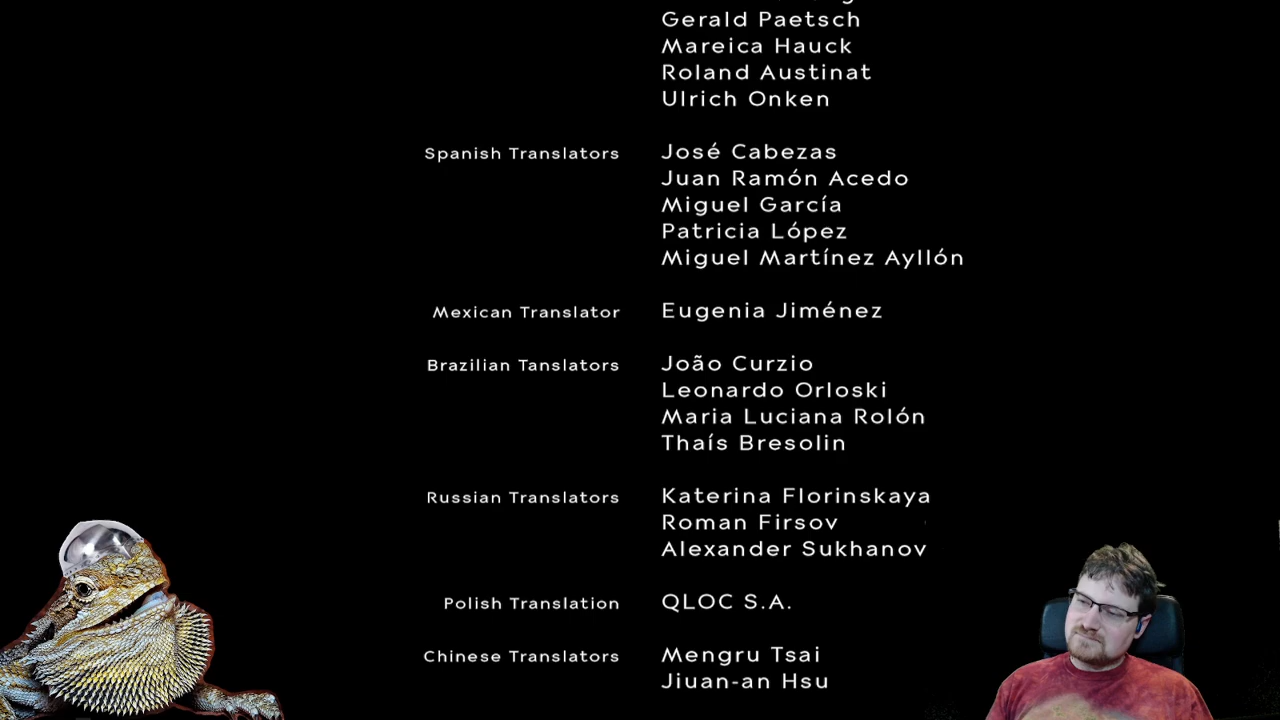 Gerald Paetsch
Mareica Hauck
Roland Austinat
Ulrich Onken
Spanish Translators José Cabezas
Juan Ramón Acedo
Miguel García
Patricia López
Miguel Martínez Ayllón
Mexican Translator Eugenia Jiménez
Brazilian Tanslators João Curzio
Leonardo Orloski
Maria Luciana Rolón
Thaís Bresolin
Russian Translators Katerina Florinskaya
Roman Firsov
Alexander Sukhanov
Polish Translation QLOC S.A.
Chinese Translators Mengru Tsai
Jiuan-an Hsu